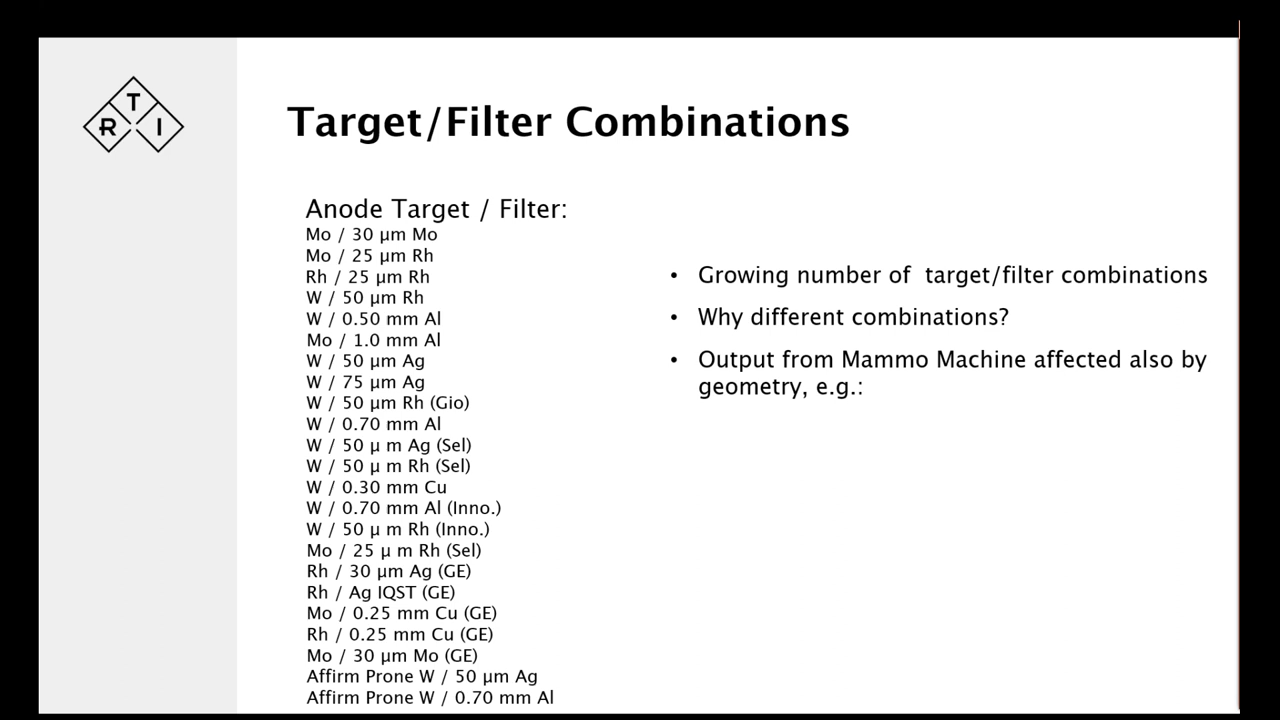 T
R I
Target/Filter Combinations
Anode Target / Filter:
Mo / 30 µm Mo
Mo / 25 µm Rh
Rh / 25 µm Rh
W / 50 µm Rh
W / 0.50 mm Al
Mo / 1.0 mm Al
W / 50 µm Ag
W / 75 µm Ag
W / 50 µm Rh (Gio)
W / 0.70 mm Al
W / 50 µ m Ag (Sel)
W / 50 µ m Rh (Sel)
W / 0.30 mm Cu
W / 0.70 mm Al (Inno.)
W / 50 µ m Rh (Inno.)
Mo / 25 µ m Rh (Sel)
Rh / 30 µm Ag (GE)
Rh / Ag IQST (GE)
Mo / 0.25 mm Cu (GE)
Rh / 0.25 mm Cu (GE)
Mo / 30 µm Mo (GE)
Affirm Prone W / 50 µm Ag
Affirm Prone W / 0.70 mm Al
• Growing number of  target/filter combinations
• Why different combinations?
• Output from Mammo Machine affected also by
geometry, e.g.: